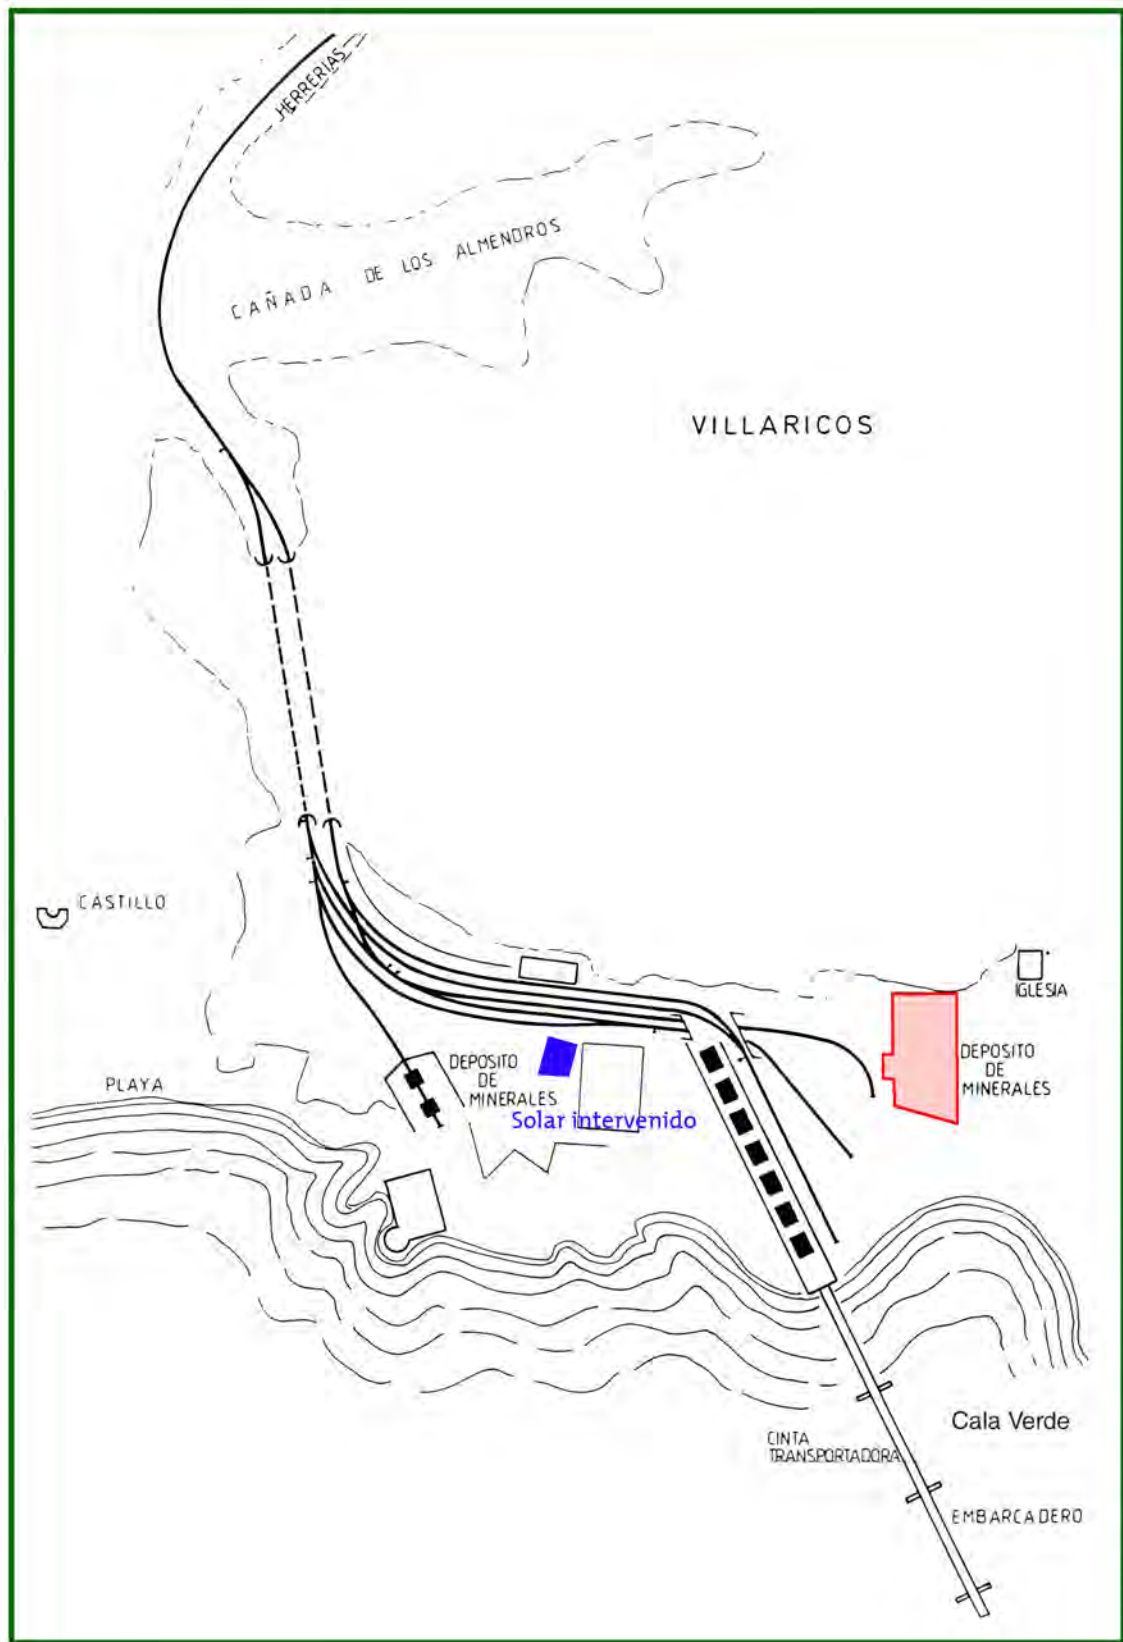 HERRERIAS
CAÑADA DE LOS ALMENDROS
VILLARICOS
CASTILLO
IGLESIA
DEPOSITO
DE
MINERALES
DEPOSITO
DE
MINERALES
PLAYA
Solar intervenido
Cala Verde
CINTA
TRANSPORTADORA
EMBARCADERO